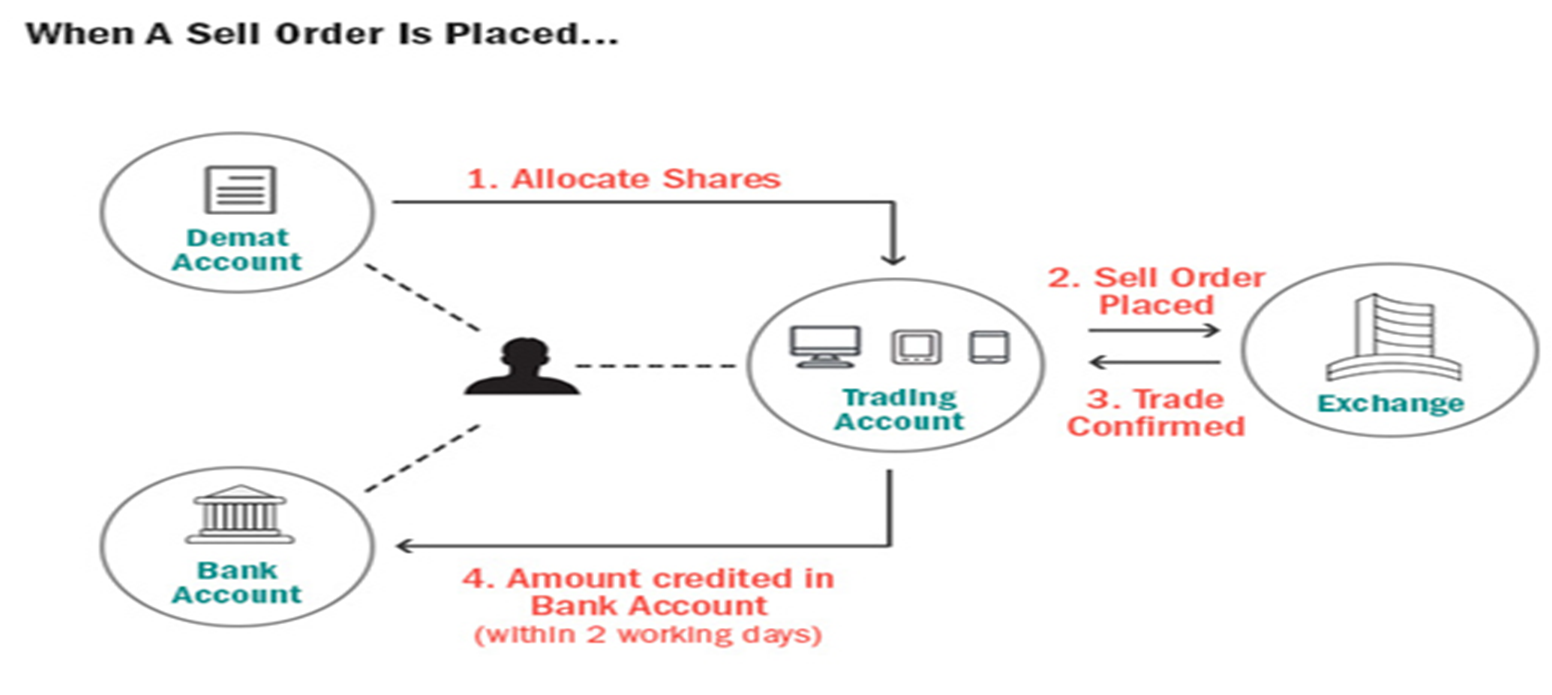 When A Sell Order Is Placed...
1. Allocate Shares
Demat
Account
2. Sell Order
Placed
Trading
Account
3. Trade
Confirmed
Exchange
Bank
Account
4. Amount credited in
Bank Account
(within 2 working days)